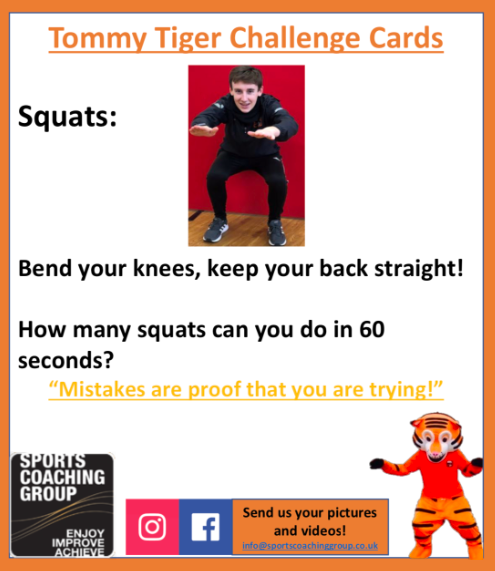 Tommy Tiger Challenge Cards
Squats:
Bend your knees, keep your back straight!
How many squats can you do in 60
seconds?
“Mistakes are proof that you are trying!”
SPORTS
COACHING
GROUP
ENJOY
IMPROVE
ACHIEVE
Send us your pictures
and videos!
info@sportscoachinggroup.co.uk